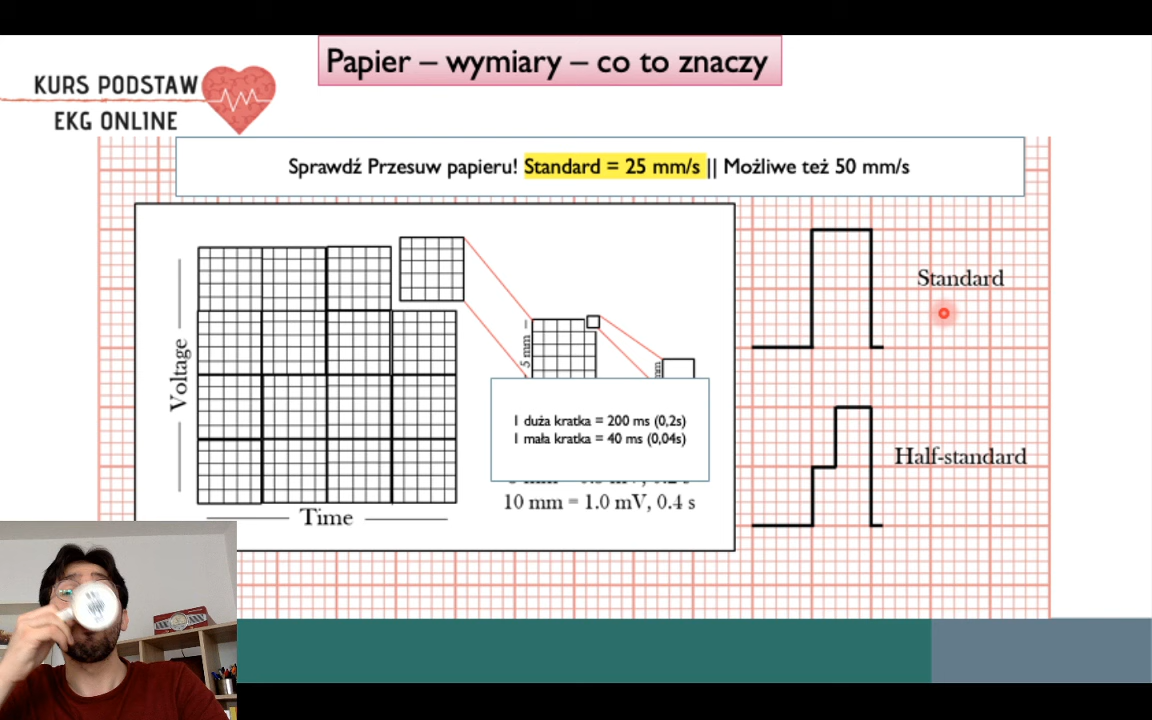 Papier – wymiary – co to znaczy
KURS PODSTAW
EKG ONLINE
Sprawdź Przesuw papieru! Standard = 25 mm/s || Możliwe też 50 mm/s
Voltage
Time
5 mm
1 duża kratka = 200 ms (0,2s)
1 mała kratka = 40 ms (0,04s)
10 mm = 1.0 mV, 0.4 s
Standard
Half-standard